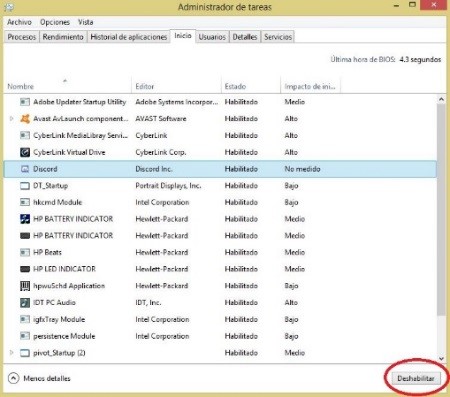 Administrador de tareas
Archivo Opciones Vista
Procesos Rendimiento Historial de aplicaciones Inicio Usuarios Detalles Servicios
Última hora de BIOS: 4.3 segundos
Nombre Editor Estado Impacto de ini...
Adobe Updater Startup Utility Adobe Systems Incorpor... Habilitado Medio
Avast AvLaunch component... AVAST Software Habilitado Alto
CyberLink MediaLibray Servi... CyberLink Habilitado Medio
CyberLink Virtual Drive CyberLink Corp. Habilitado Alto
Discord Discord Inc. Habilitado No medido
DT_Startup Portrait Displays, Inc. Habilitado Bajo
hkcmd Module Intel Corporation Habilitado Bajo
HP BATTERY INDICATOR Hewlett-Packard Habilitado Alto
HP BATTERY INDICATOR Hewlett-Packard Habilitado Medio
HP Beats Hewlett-Packard Habilitado Bajo
HP LED INDICATOR Hewlett-Packard Habilitado Medio
hpwuSchd Application Hewlett-Packard Habilitado Bajo
IDT PC Audio IDT, Inc. Habilitado Alto
igfxTray Module Intel Corporation Habilitado Bajo
persistence Module Intel Corporation Habilitado Bajo
pivot_Startup (2) Habilitado Medio
Menos detalles Deshabilitar